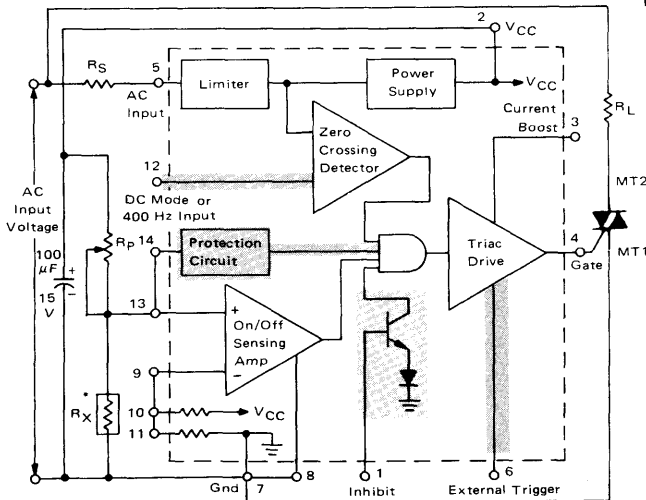 2
VCC
RS
5
AC
Input
Limiter
Power
Supply
VCC
Current
Boost
3
RL
Zero
Crossing
Detector
12
DC Mode or
400 Hz Input
MT2
AC
Input
Voltage
RP
14
Protection
Circuit
Triac
Drive
4
Gate
MT1
100
μF
15
V
+
−
13
+
On/Off
Sensing
Amp
−
9
RX
*
10
VCC
11
Gnd
7
8
1
Inhibit
6
External Trigger